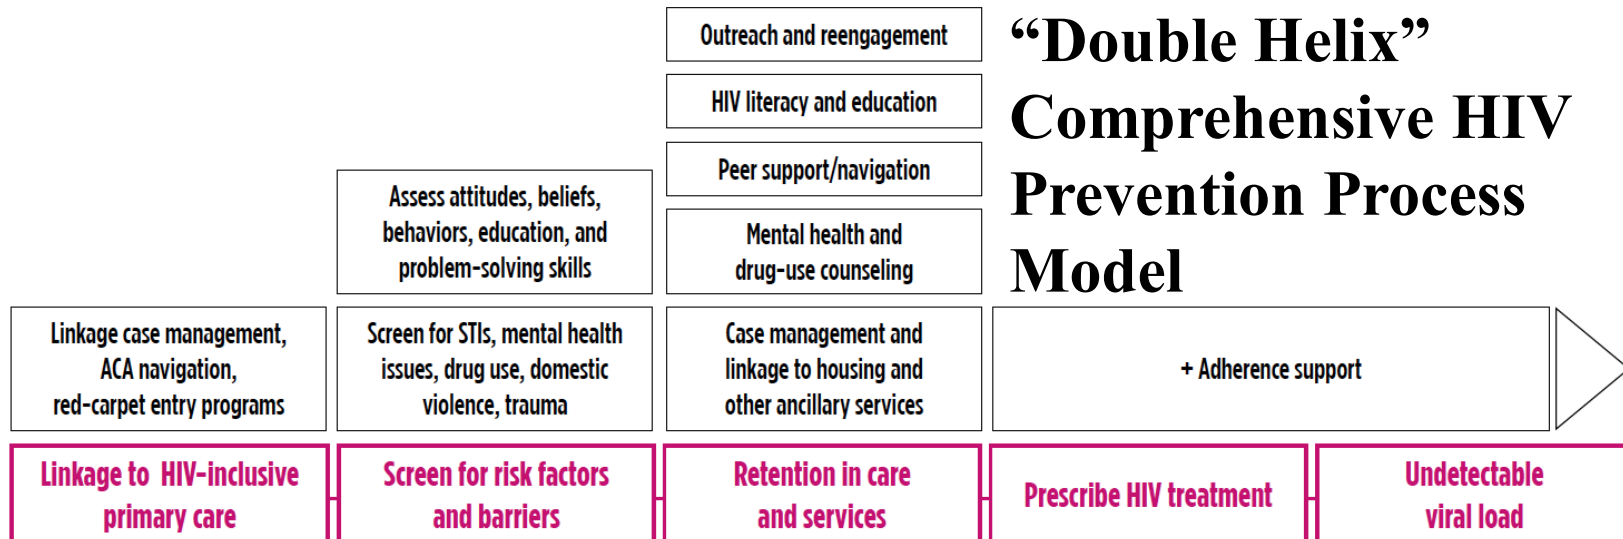 Outreach and reengagement
HIV literacy and education
Peer support/navigation
“Double Helix”
Comprehensive HIV
Prevention Process
Model
Assess attitudes, beliefs,
behaviors, education, and
problem-solving skills
Mental health and
drug-use counseling
Linkage case management,
ACA navigation,
red-carpet entry programs
Screen for STIs, mental health
issues, drug use, domestic
violence, trauma
Case management and
linkage to housing and
other ancillary services
+ Adherence support
Linkage to HIV-inclusive
primary care
Screen for risk factors
and barriers
Retention in care
and services
Prescribe HIV treatment
Undetectable
viral load